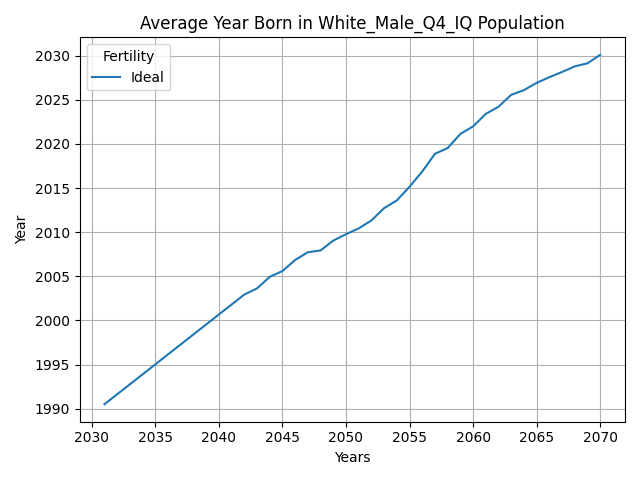 Average Year Born in White_Male_Q4_IQ Population
Fertility
Ideal
Year
2030
2025
2020
2015
2010
2005
2000
1995
1990
2030 2035 2040 2045 2050 2055 2060 2065 2070
Years